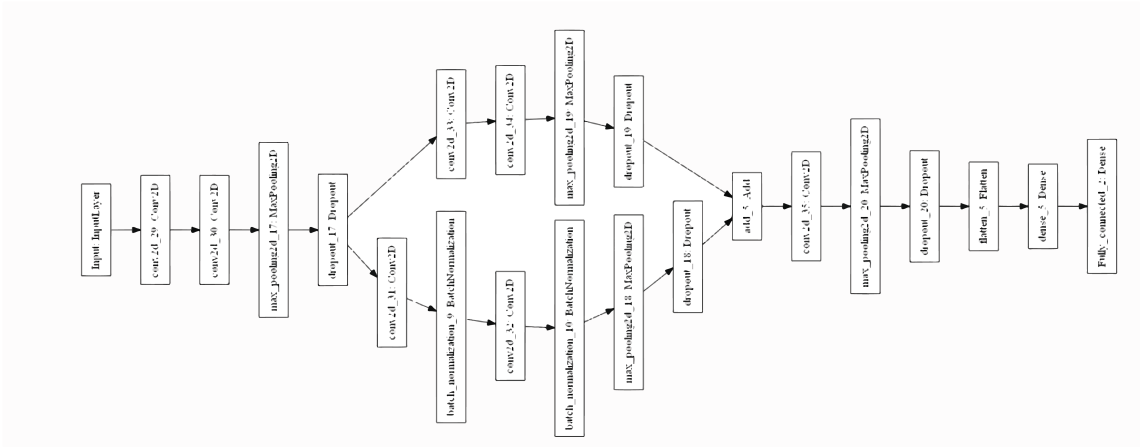 Input: InputLayer
conv2d_29: Conv2D
conv2d_30: Conv2D
max_pooling2d_17: MaxPooling2D
dropout_17: Dropout
conv2d_33: Conv2D
conv2d_34: Conv2D
max_pooling2d_19: MaxPooling2D
dropout_19: Dropout
conv2d_31: Conv2D
batch_normalization_9: BatchNormalization
conv2d_32: Conv2D
batch_normalization_10: BatchNormalization
max_pooling2d_18: MaxPooling2D
dropout_18: Dropout
add_5: Add
conv2d_35: Conv2D
max_pooling2d_20: MaxPooling2D
dropout_20: Dropout
flatten_5: Flatten
dense_5: Dense
Fully_connected_2: Dense